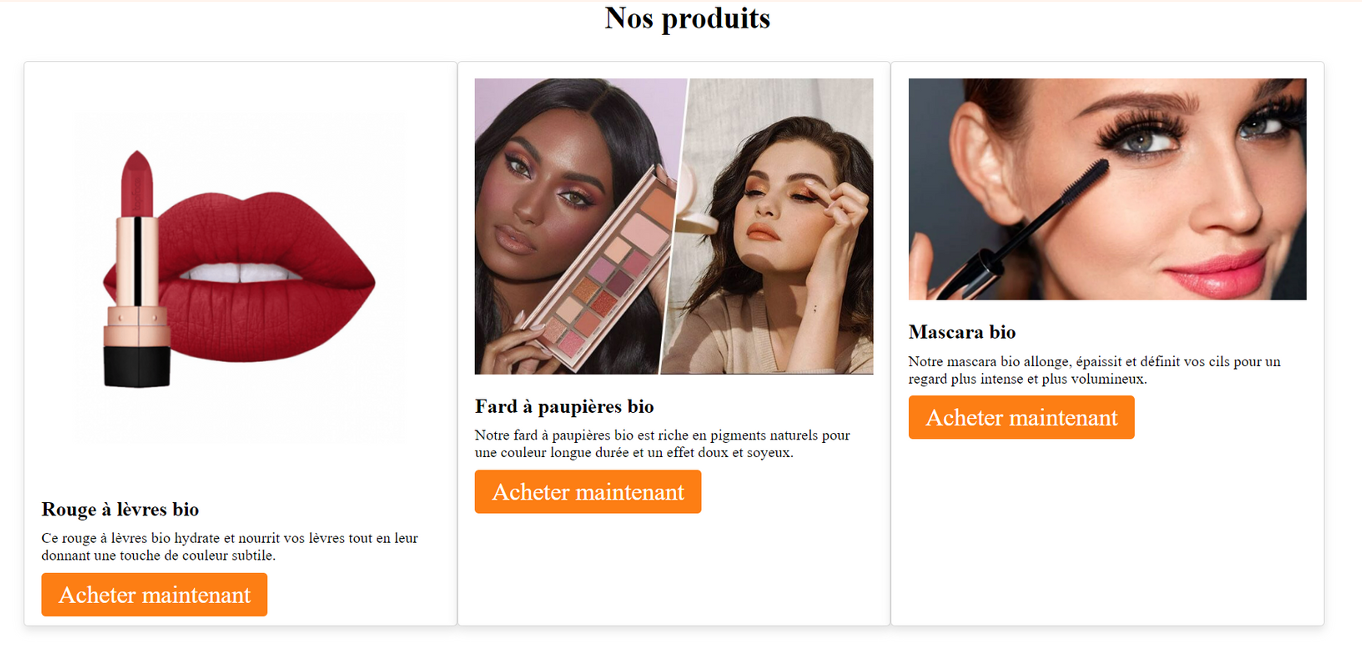 Nos produits
Rouge à lèvres bio
Ce rouge à lèvres bio hydrate et nourrit vos lèvres tout en leur
donnant une touche de couleur subtile.
Acheter maintenant
Fard à paupières bio
Notre fard à paupières bio est riche en pigments naturels pour
une couleur longue durée et un effet doux et soyeux.
Acheter maintenant
Mascara bio
Notre mascara bio allonge, épaissit et définit vos cils pour un
regard plus intense et plus volumineux.
Acheter maintenant